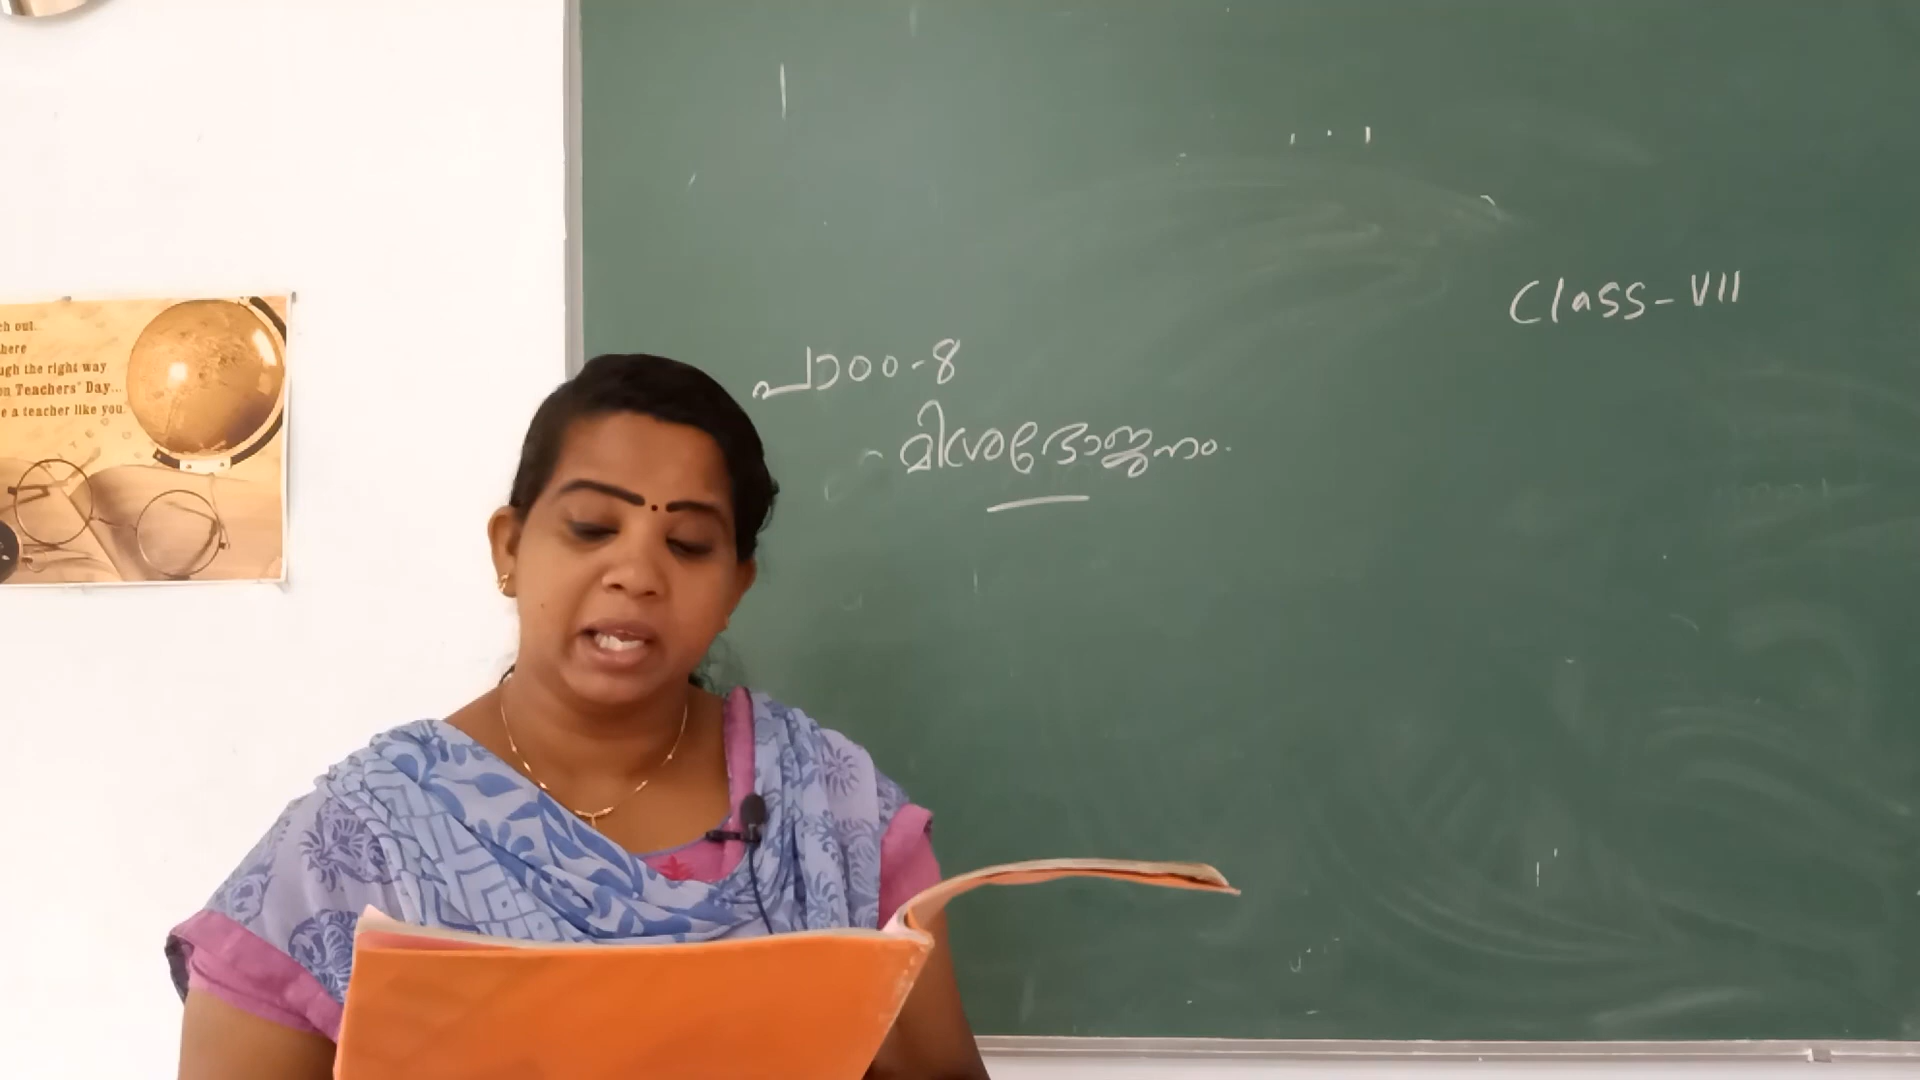 ch out...
here
ugh the right way
on Teachers' Day...
e a teacher like you.
Class-VII
പാഠം-8
മിശ്രഭോജനം.